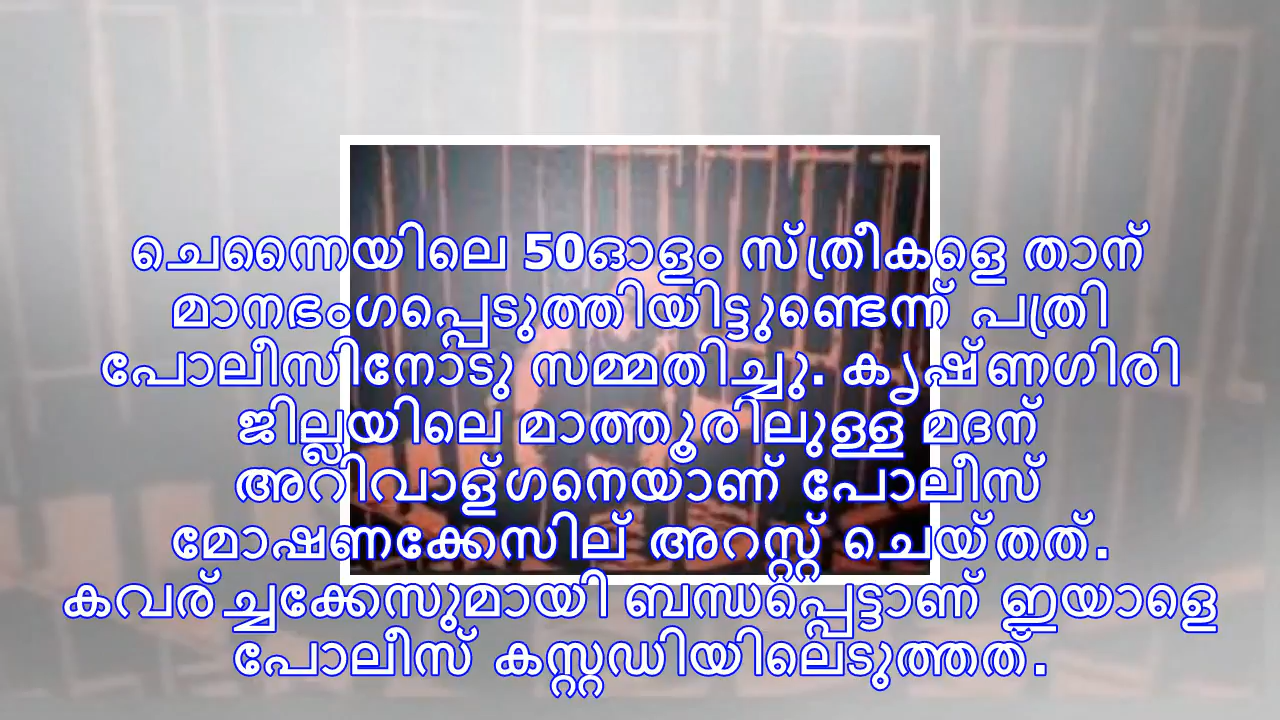 ചെന്നൈയിലെ 50ഓളം സ്ത്രീകളെ താന്
മാനഭംഗപ്പെടുത്തിയിട്ടുണ്ടെന്ന് പത്രി
പോലീസിനോടു സമ്മതിച്ചു. കൃഷ്ണഗിരി
ജില്ലയിലെ മാത്തൂരിലുള്ള മദന്
അറിവാള്ഗനെയാണ് പോലീസ്
മോഷണക്കേസില് അറസ്റ്റ് ചെയ്തത്.
കവര്ച്ചക്കേസുമായി ബന്ധപ്പെട്ടാണ് ഇയാളെ
പോലീസ് കസ്റ്റഡിയിലെടുത്തത്.